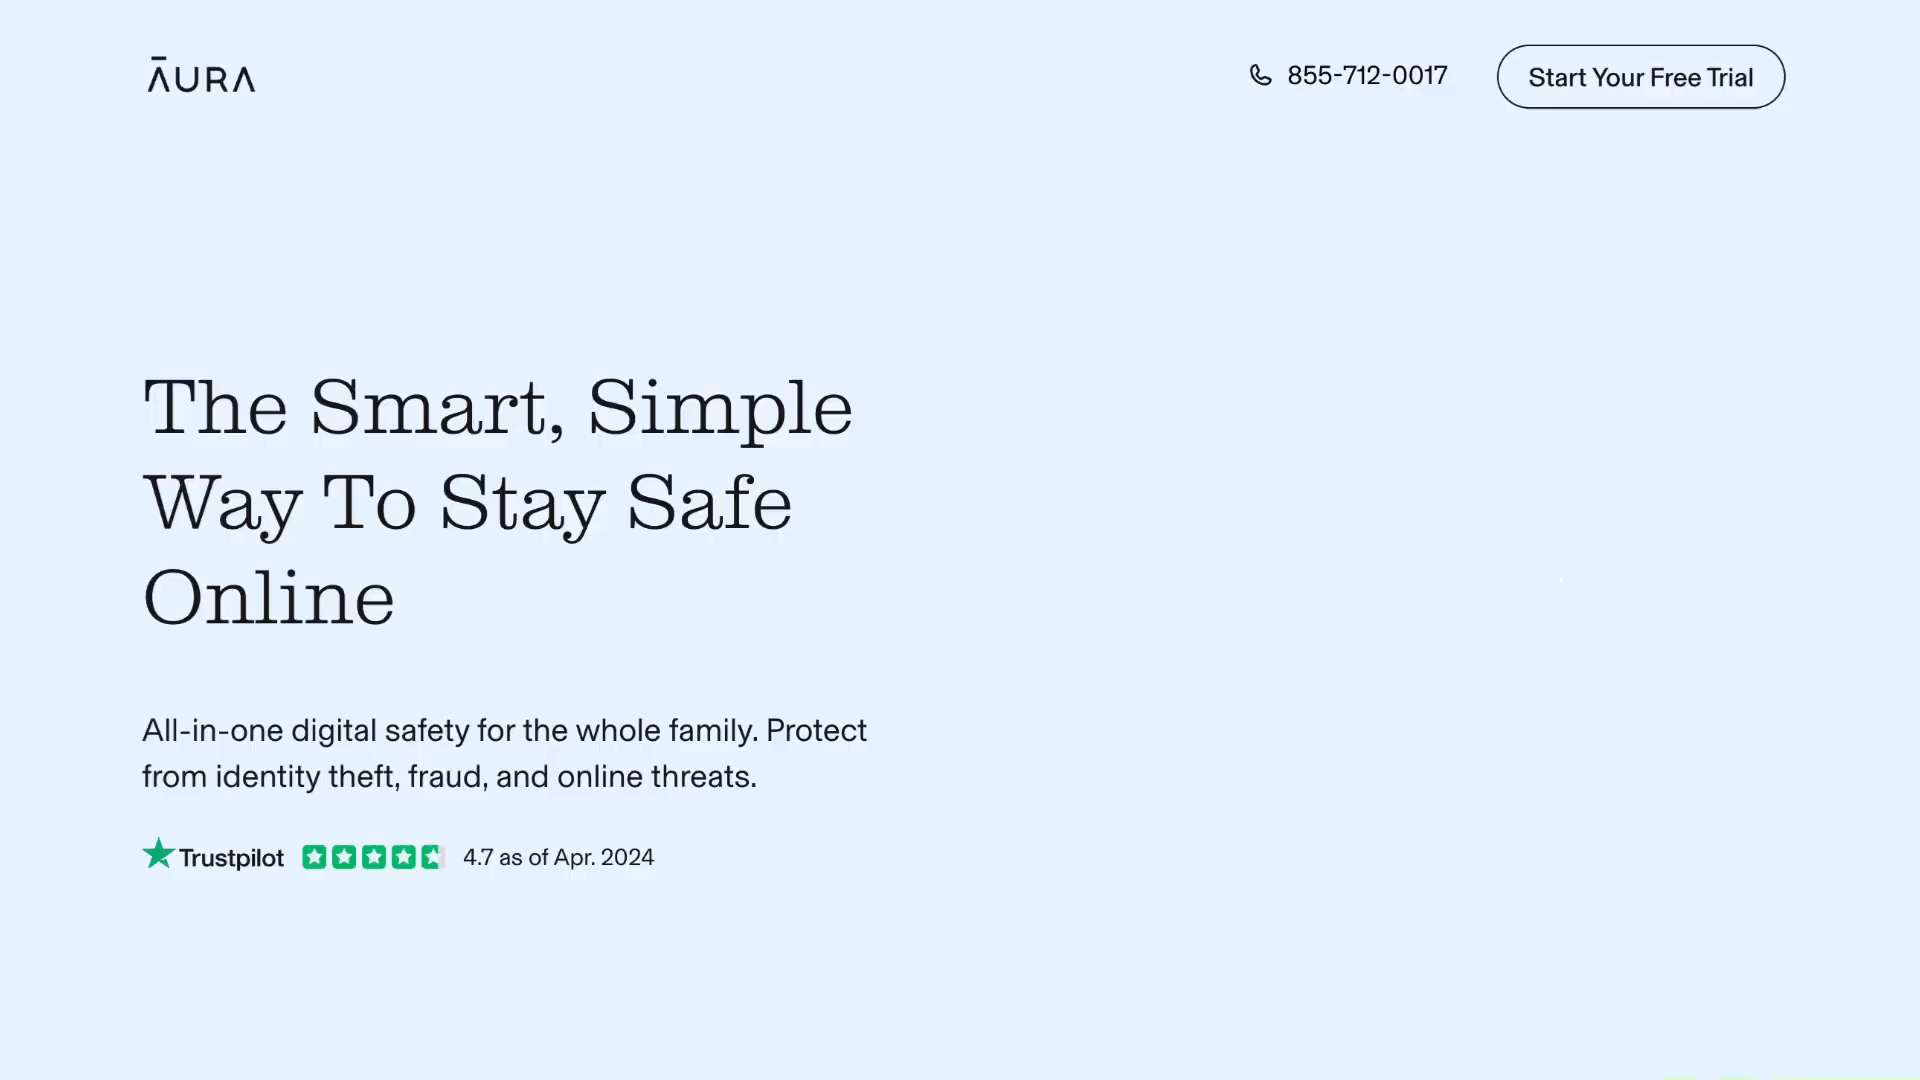 ĀURA
855-712-0017
Start Your Free Trial
The Smart, Simple
Way To Stay Safe
Online
All-in-one digital safety for the whole family. Protect
from identity theft, fraud, and online threats.
Trustpilot 4.7 as of Apr. 2024